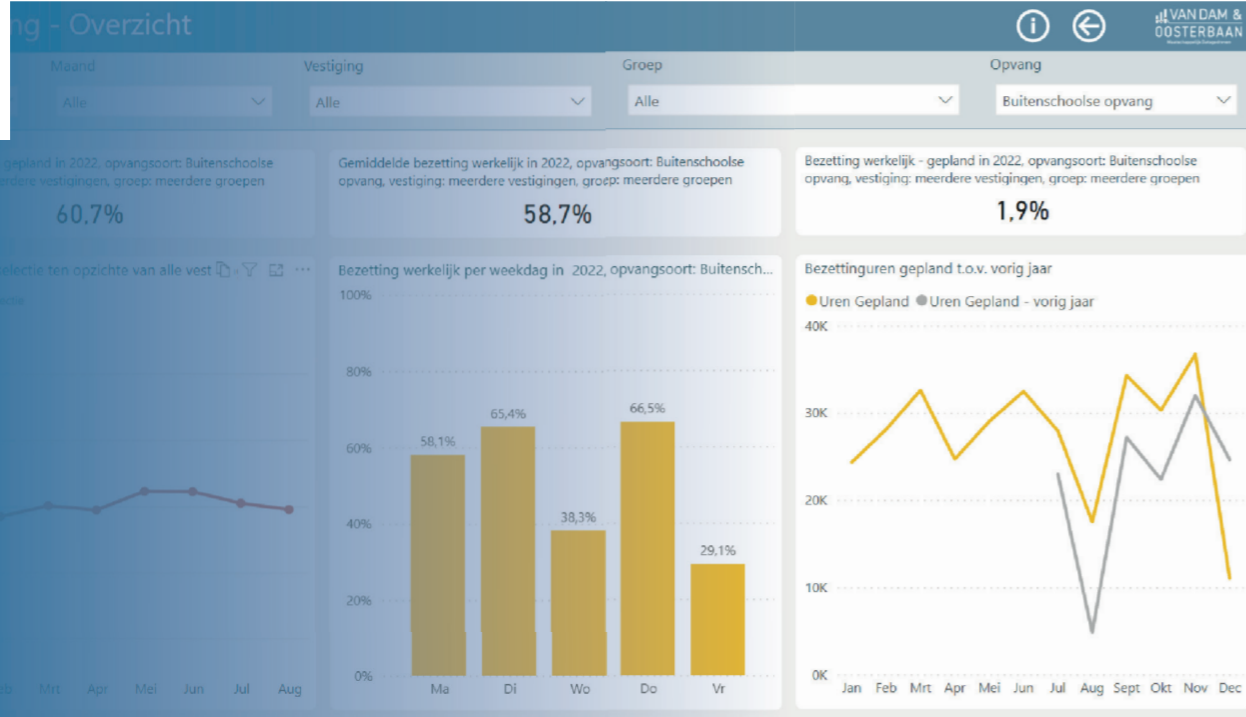 ng - Overzicht
VAN DAM &
OOSTERBAAN
Maand
Vestiging
Groep
Opvang
Alle
Alle
Alle
Buitenschoolse opvang
gepland in 2022, opvangsoort: Buitenschoolse
erdere vestigingen, groep: meerdere groepen
60,7%
Gemiddelde bezetting werkelijk in 2022, opvangsoort: Buitenschoolse
opvang, vestiging: meerdere vestigingen, groep: meerdere groepen
58,7%
Bezetting werkelijk - gepland in 2022, opvangsoort: Buitenschoolse
opvang, vestiging: meerdere vestigingen, groep: meerdere groepen
1,9%
selectie ten opzichte van alle vest
Mrt Apr Mei Jun Jul Aug
Bezetting werkelijk per weekdag in 2022, opvangsoort: Buitensch...
100%
80%
60%
40%
20%
0%
58,1%
65,4%
38,3%
66,5%
29,1%
Ma Di Wo Do Vr
Bezettinguren gepland t.o.v. vorig jaar
Uren Gepland Uren Gepland - vorig jaar
40K
30K
20K
10K
0K
Jan Feb Mrt Apr Mei Jun Jul Aug Sept Okt Nov Dec